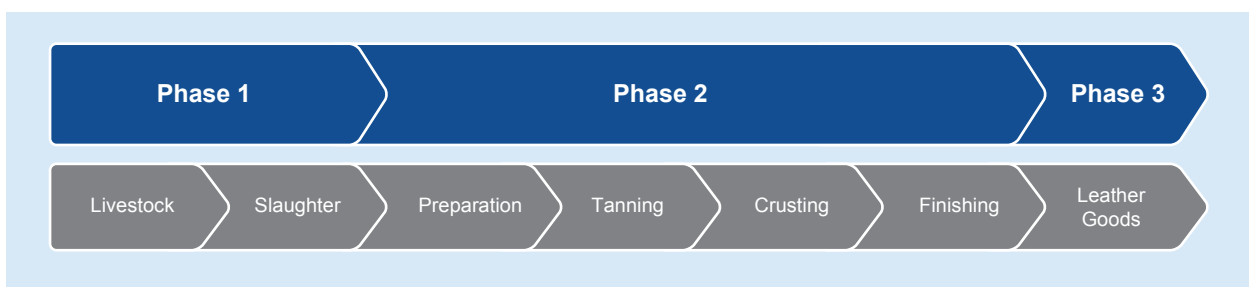 Phase 1
Phase 2
Phase 3
Livestock
Slaughter
Preparation
Tanning
Crusting
Finishing
Leather
Goods